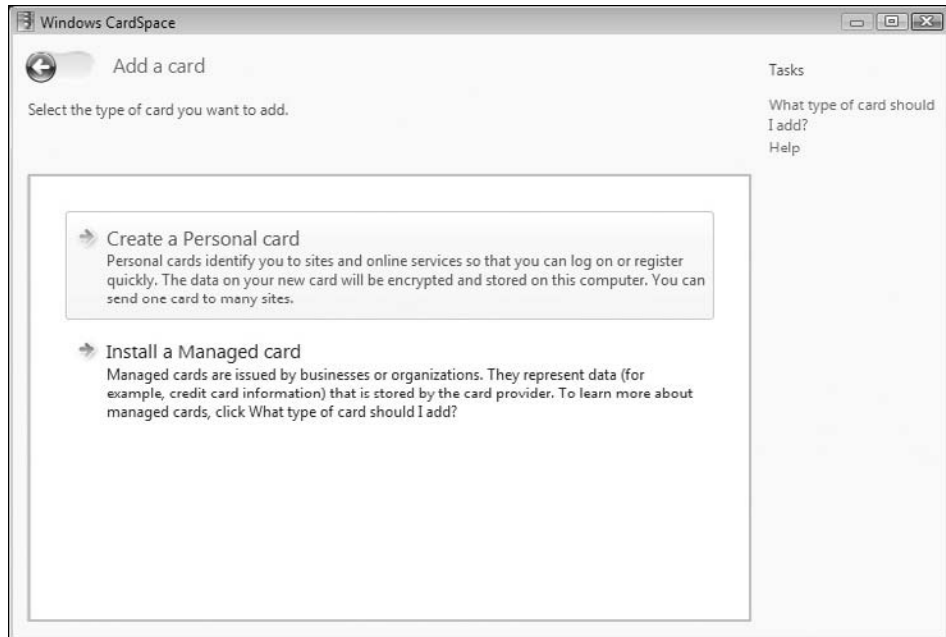 Windows CardSpace
Add a card
Select the type of card you want to add.
Tasks
What type of card should
I add?
Help
Create a Personal card
Personal cards identify you to sites and online services so that you can log on or register
quickly. The data on your new card will be encrypted and stored on this computer. You can
send one card to many sites.
Install a Managed card
Managed cards are issued by businesses or organizations. They represent data (for
example, credit card information) that is stored by the card provider. To learn more about
managed cards, click What type of card should I add?